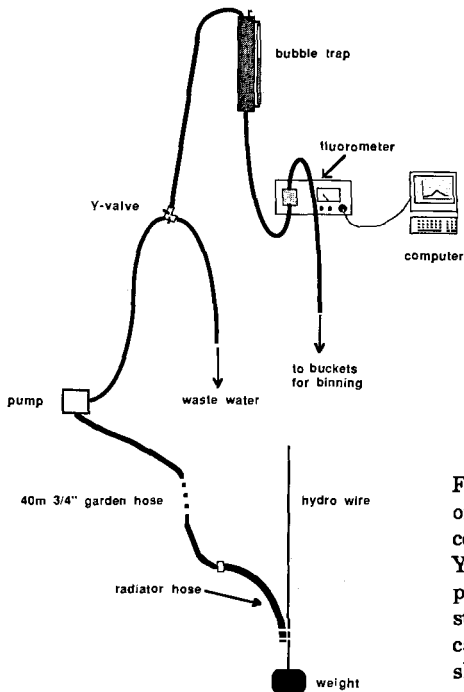 bubble trap
fluorometer
Y-valve
computer
to buckets
for binning
waste water
pump
40m 3/4" garden hose
hydro wire
radiator hose
weight